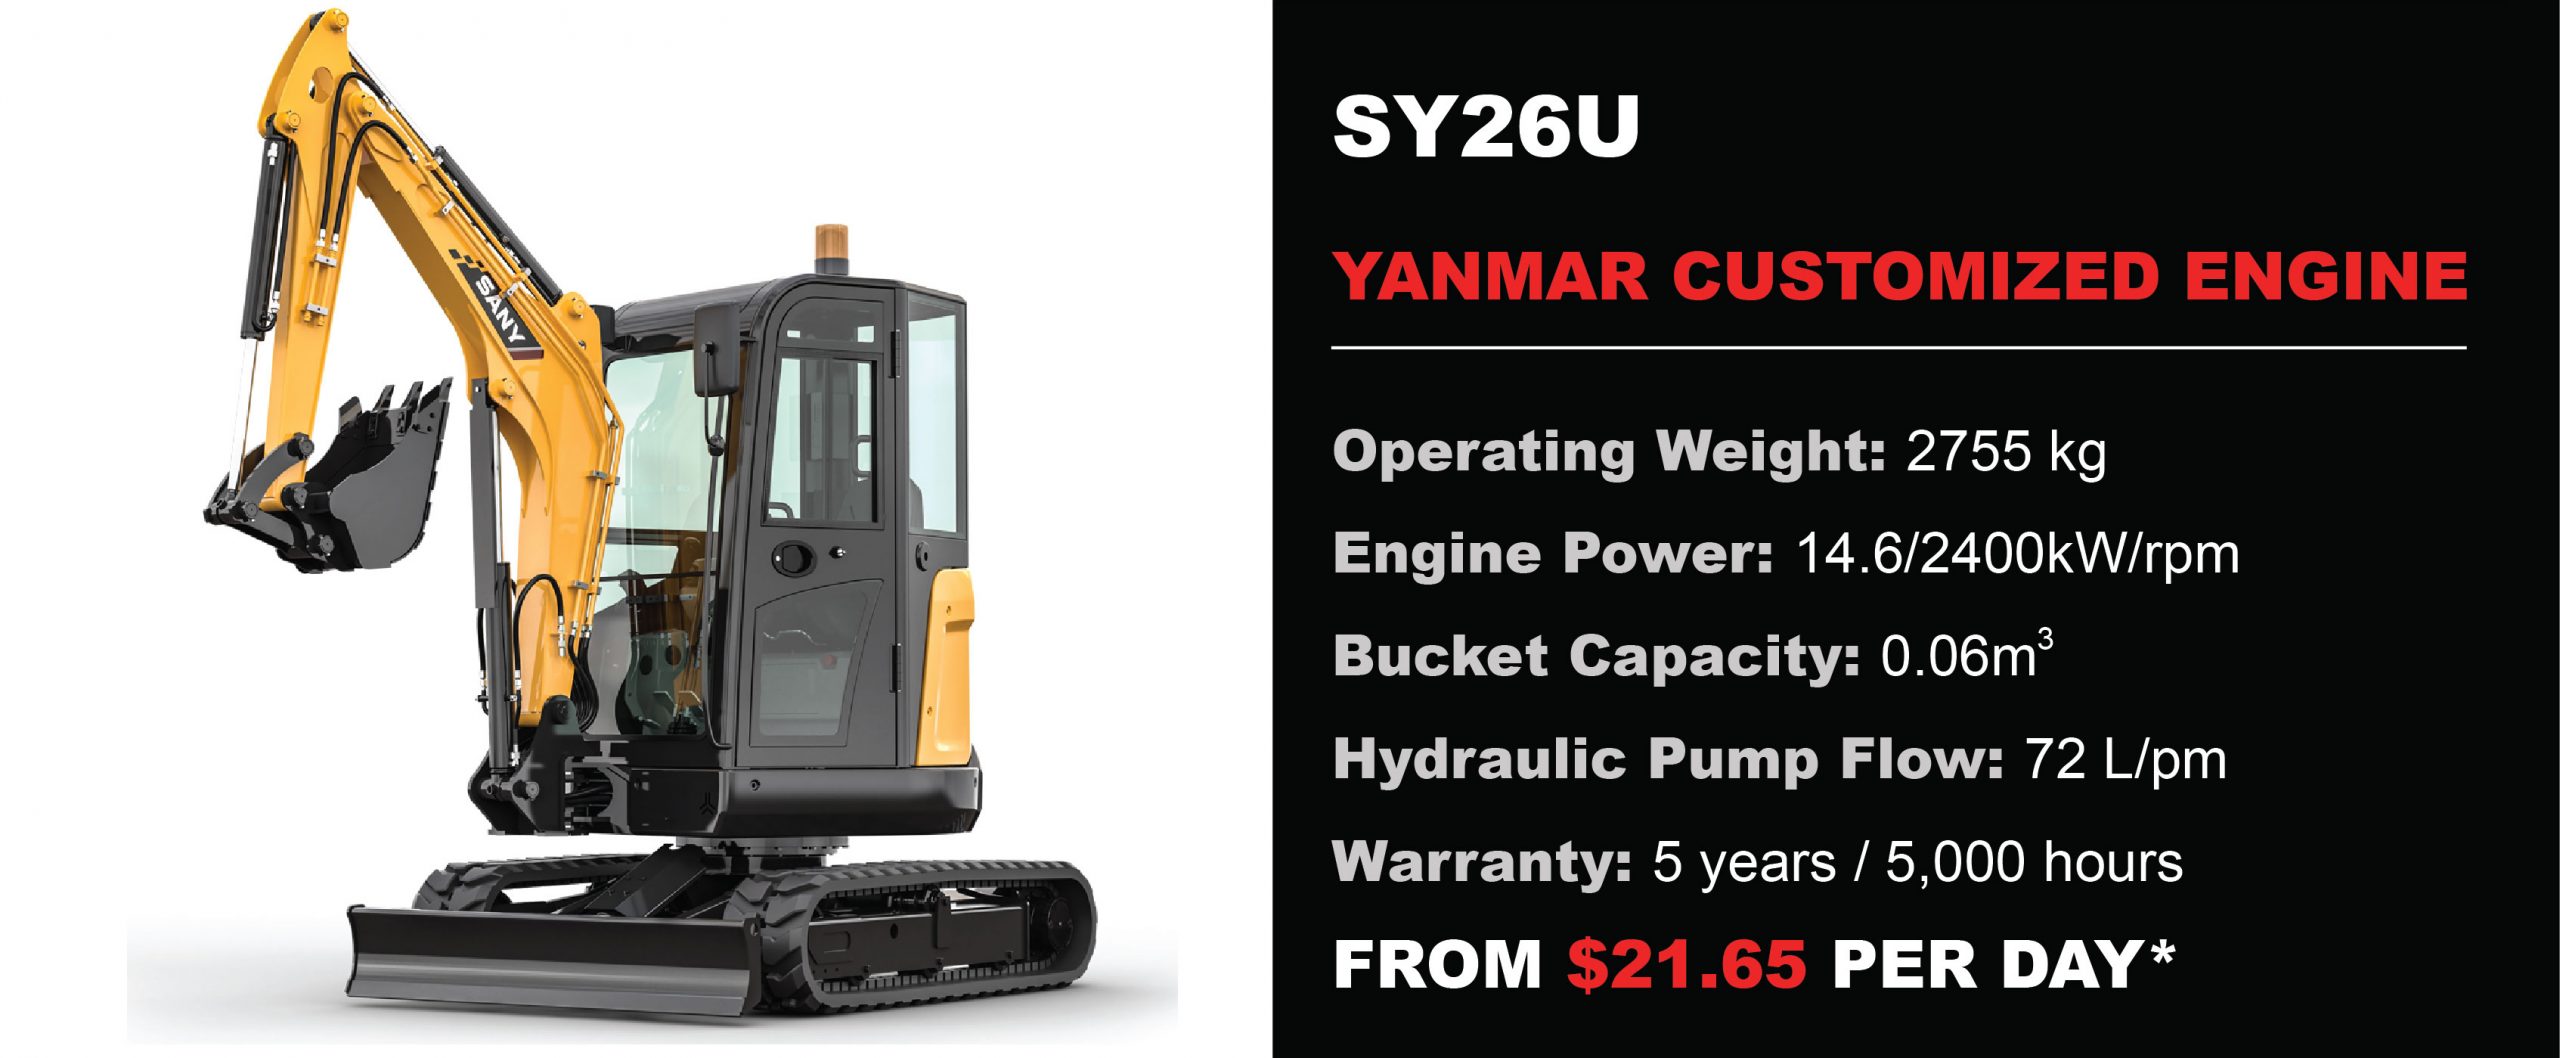 SANY
SY26U
YANMAR CUSTOMIZED ENGINE
Operating Weight: 2755 kg
Engine Power: 14.6/2400kW/rpm
Bucket Capacity: 0.06m³
Hydraulic Pump Flow: 72 L/pm
Warranty: 5 years / 5,000 hours
FROM $21.65 PER DAY*